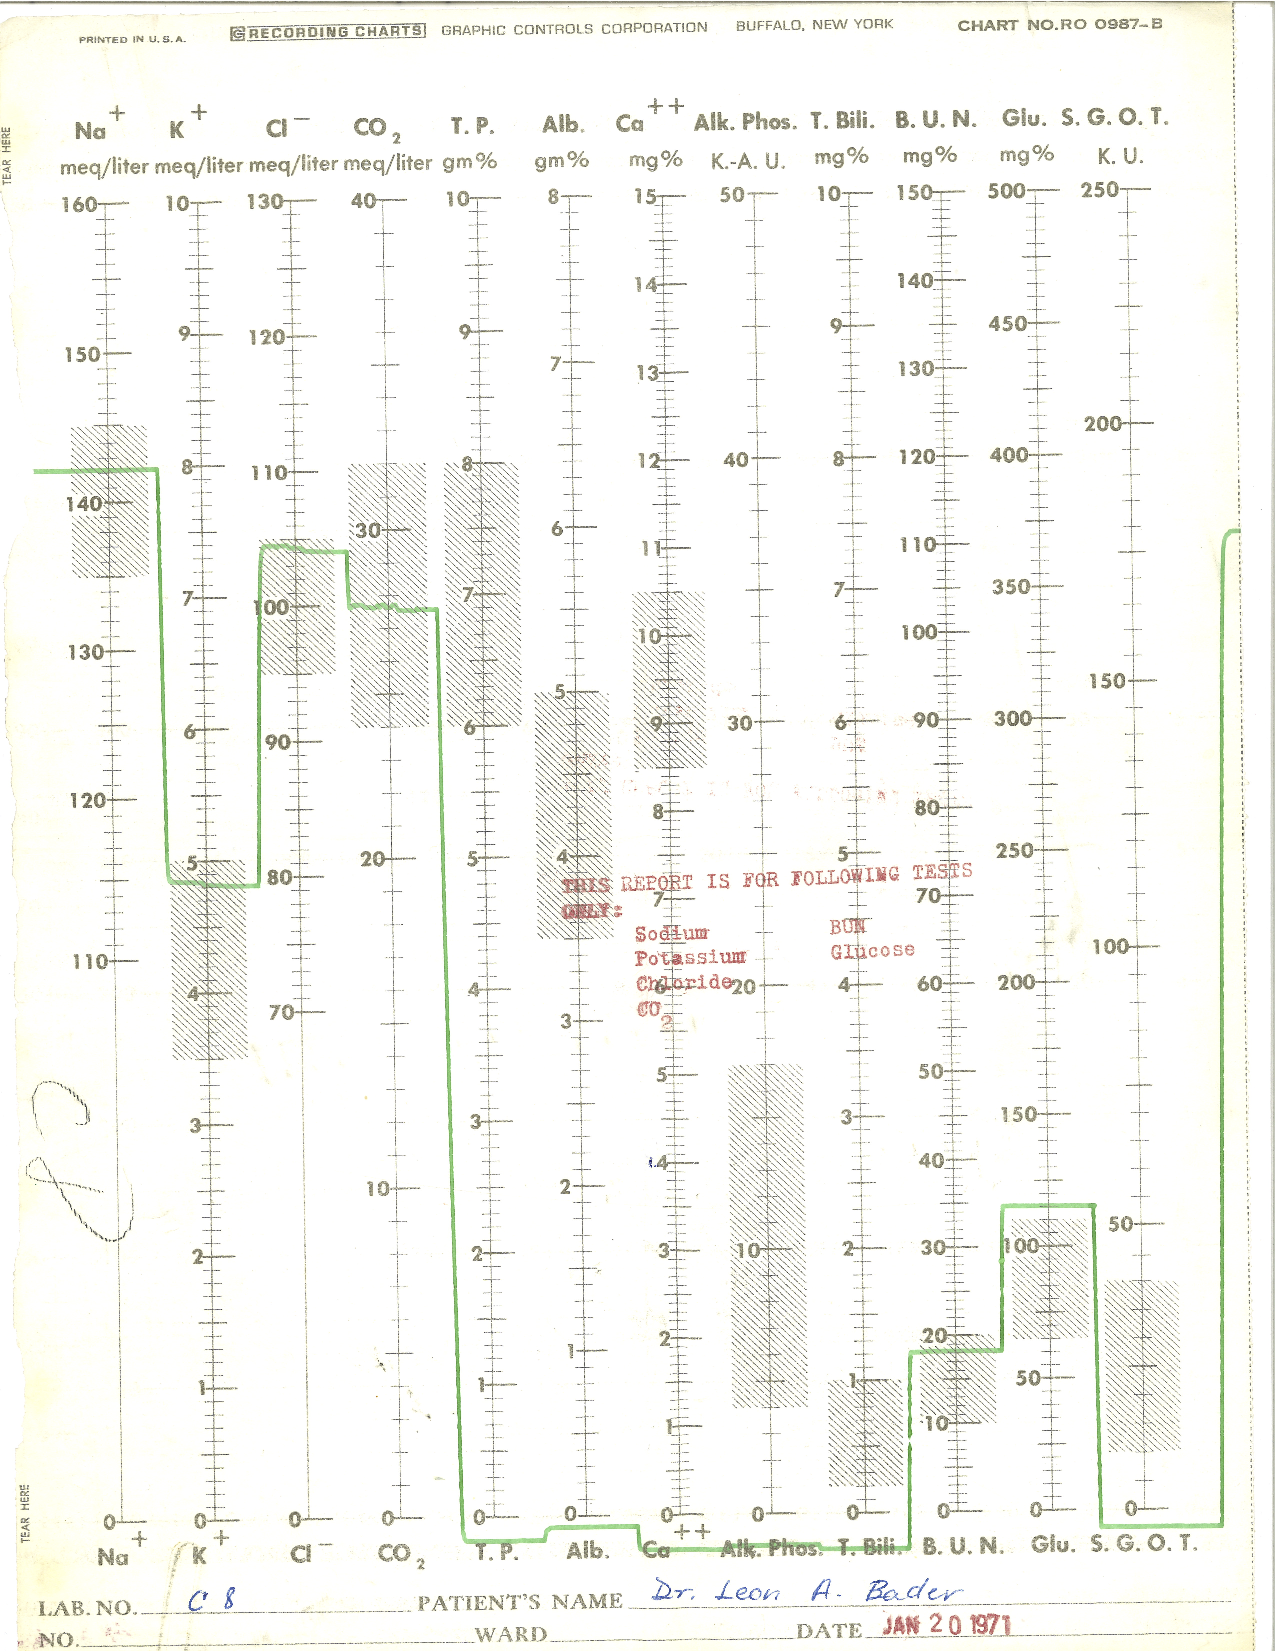 PRINTED IN U.S.A. GC RECORDING CHARTS GRAPHIC CONTROLS CORPORATION BUFFALO, NEW YORK CHART NO. RO 0987-B
TEAR HERE
Na+ K+ Cl− CO2 T. P. Alb. Ca++ Alk. Phos. T. Bili. B. U. N. Glu. S. G. O. T.
meq/liter meq/liter meq/liter meq/liter gm% gm% mg% K.-A. U. mg% mg% mg% K. U.
160 10 130 40 10 8 15 50 10 150 500 250
14 140
9 120 9 9 450
150 7 13 130
200
8 110 8 12 40 8 120 400
140 30 6 11 110
7 100 7 7 350
130 10 100
5 150
6 90 6 9 30 6 90 300
120 8 80
5 20 5 4 5 250
80
THIS REPORT IS FOR FOLLOWING TESTS
ONLY:
7 70
Sodium BUN
Potassium Glucose
Chloride
CO2
110 100
4 4 6 20 4 60 200
70 3
5 50
3 3 3 150
10 2 4 40
50
2 2 3 10 2 30 100
1 2 20
1 1 1 50
1 10
0 0 0 0 0 0 0 0 0 0 0 0
TEAR HERE
Na+ K+ Cl− CO2 T. P. Alb. Ca++ Alk. Phos. T. Bili. B. U. N. Glu. S. G. O. T.
LAB. NO. C 8 PATIENT'S NAME Dr. Leon A. Bader
NO. WARD DATE JAN 20 1971